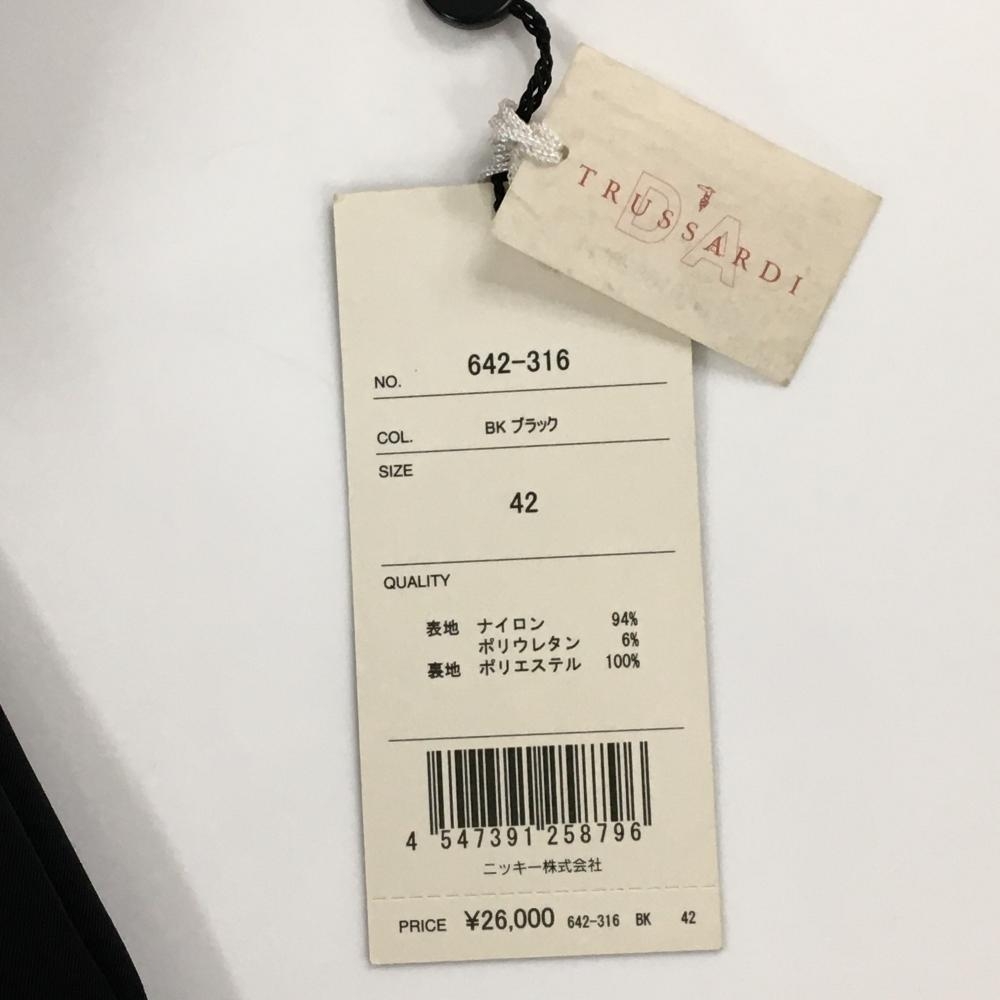 TRUSSARDI
DA
NO. 642-316
COL. BK ブラック
SIZE
42
QUALITY
表地 ナイロン 94%
ポリウレタン 6%
裏地 ポリエステル 100%
4 547391 258796
ニッキー株式会社
PRICE ¥26,000 642-316 BK 42